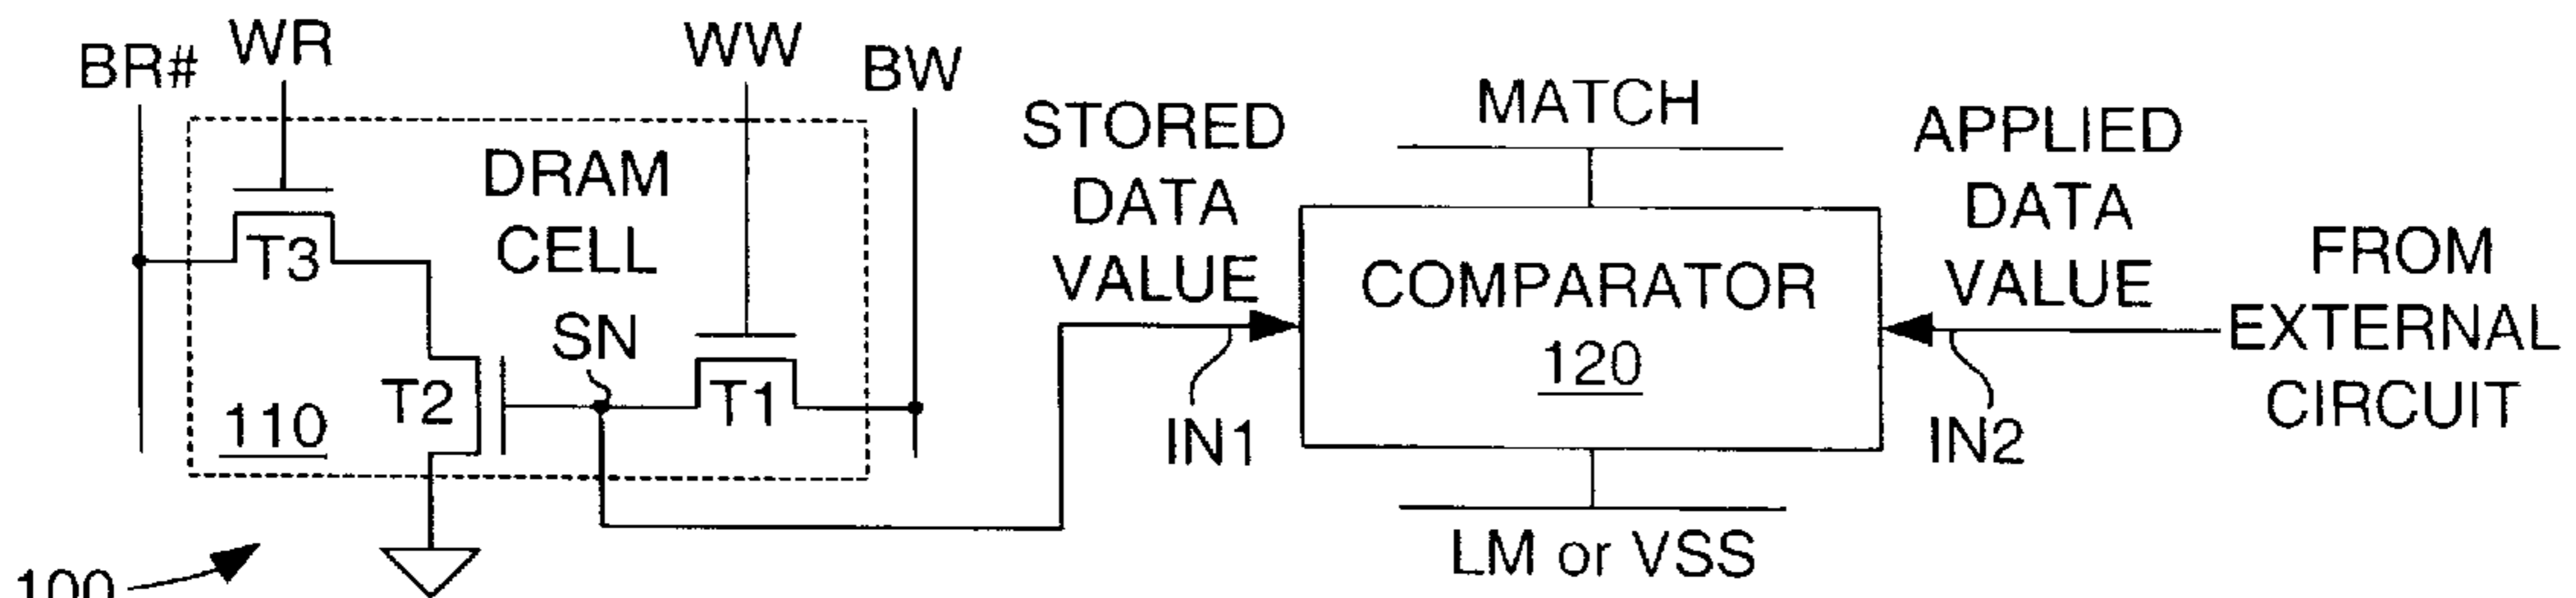 BR#
WR
WW
BW
DRAM
CELL
T3
SN
T2
T1
110
100
STORED
DATA
VALUE
IN1
MATCH
COMPARATOR
120
LM or VSS
APPLIED
DATA
VALUE
IN2
FROM
EXTERNAL
CIRCUIT